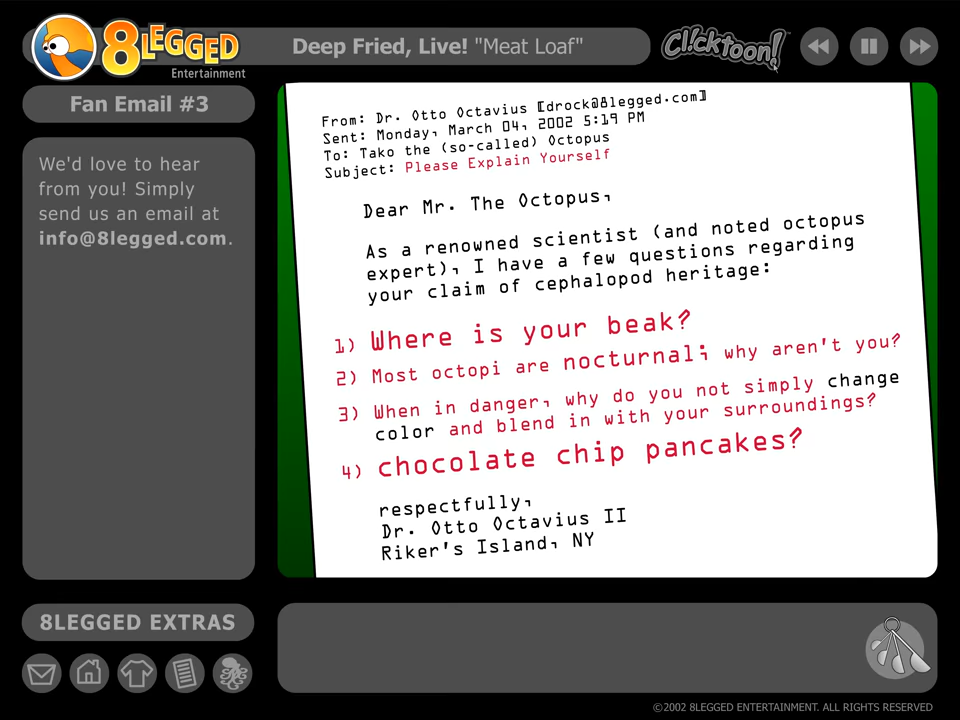 8LEGGED
Entertainment
Deep Fried, Live! "Meat Loaf"
Cl!cktoon!
Fan Email #3
We'd love to hear
from you! Simply
send us an email at
info@8legged.com.
From: Dr. Otto Octavius [drock@8legged.com]
Sent: Monday, March 04, 2002 5:19 PM
To: Tako the (so-called) Octopus
Subject: Please Explain Yourself
Dear Mr. The Octopus,
As a renowned scientist (and noted octopus
expert), I have a few questions regarding
your claim of cephalopod heritage:
1) Where is your beak?
2) Most octopi are nocturnal; why aren't you?
3) When in danger, why do you not simply change
color and blend in with your surroundings?
4) chocolate chip pancakes?
respectfully,
Dr. Otto Octavius II
Riker's Island, NY
8LEGGED EXTRAS
©2002 8LEGGED ENTERTAINMENT. ALL RIGHTS RESERVED